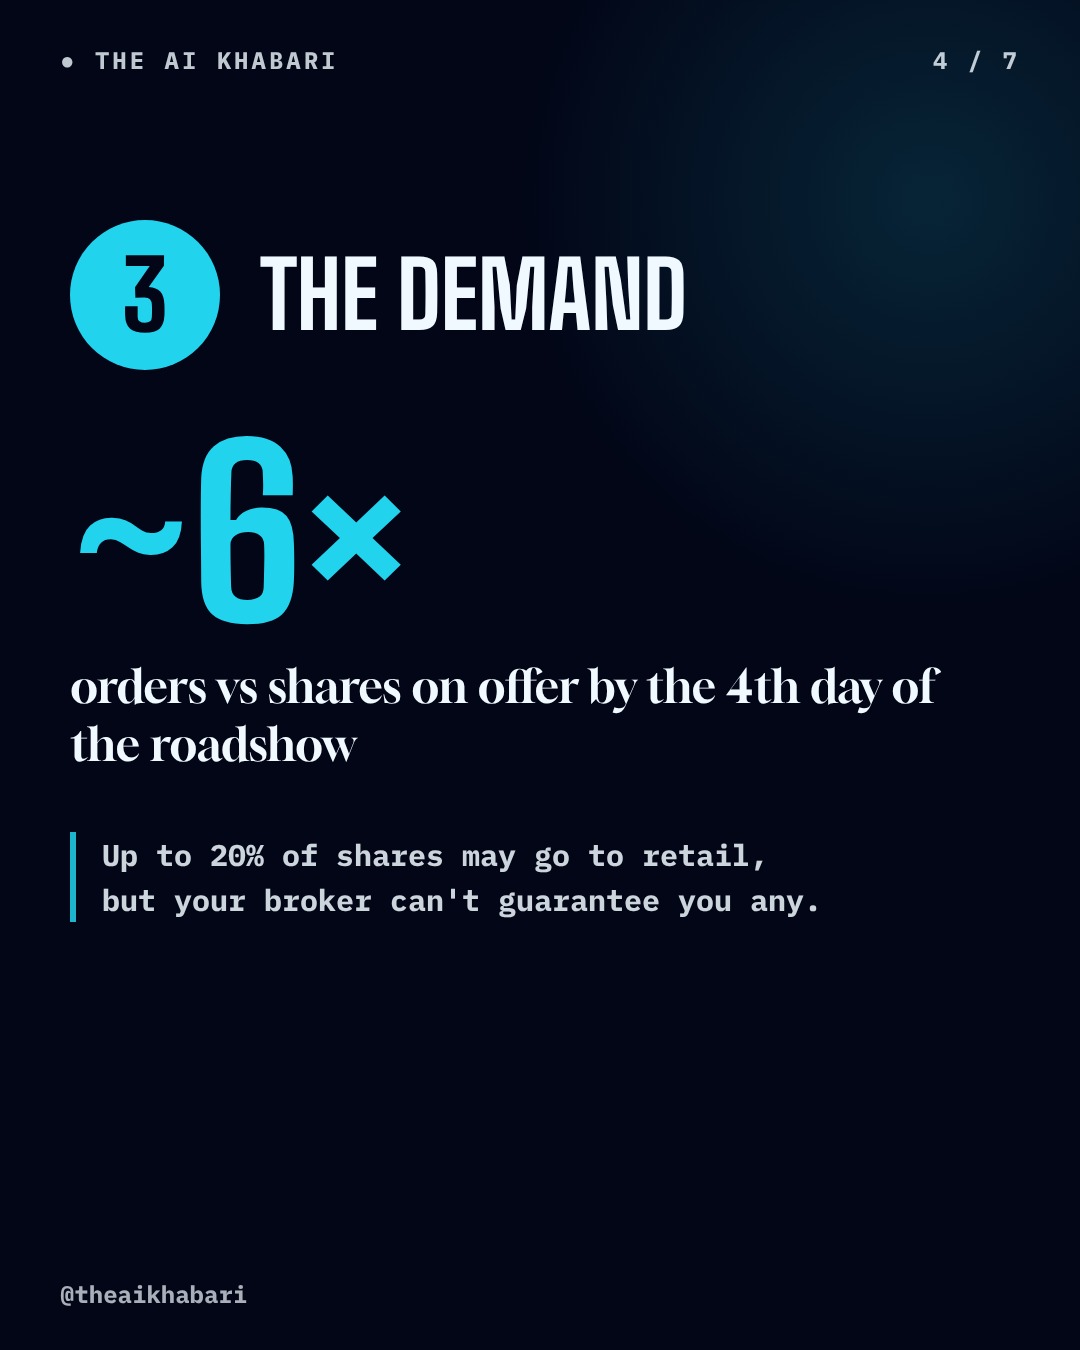 • THE AI KHABARI
4 / 7
3
THE DEMAND
~6×
orders vs shares on offer by the 4th day of
the roadshow
Up to 20% of shares may go to retail,
but your broker can't guarantee you any.
@theaikhabari